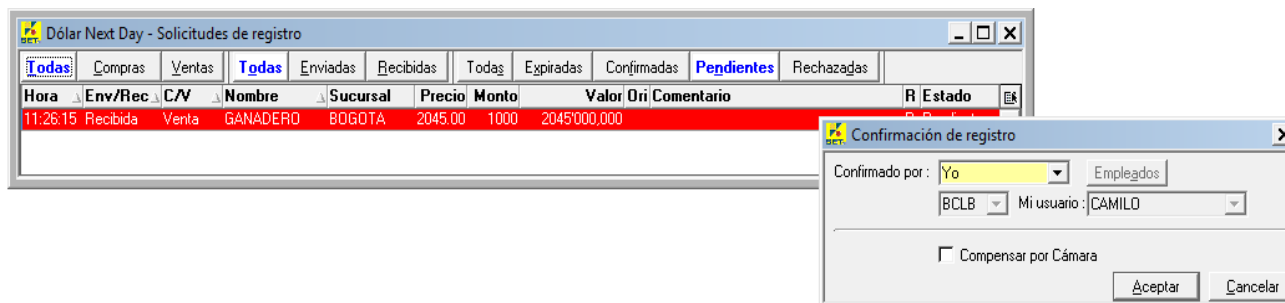 Dólar Next Day - Solicitudes de registro
Todas Compras Ventas Todas Enviadas Recibidas Todas Expiradas Confirmadas Pendientes Rechazadas
Hora Env/Rec C/V Nombre Sucursal Precio Monto Valor Ori Comentario R Estado
11:26:15 Recibida Venta GANADERO BOGOTA 2045.00 1000 2045'000,000
Confirmación de registro
Confirmado por : Yo Empleados
BCLB Mi usuario : CAMILO
Compensar por Cámara
Aceptar Cancelar